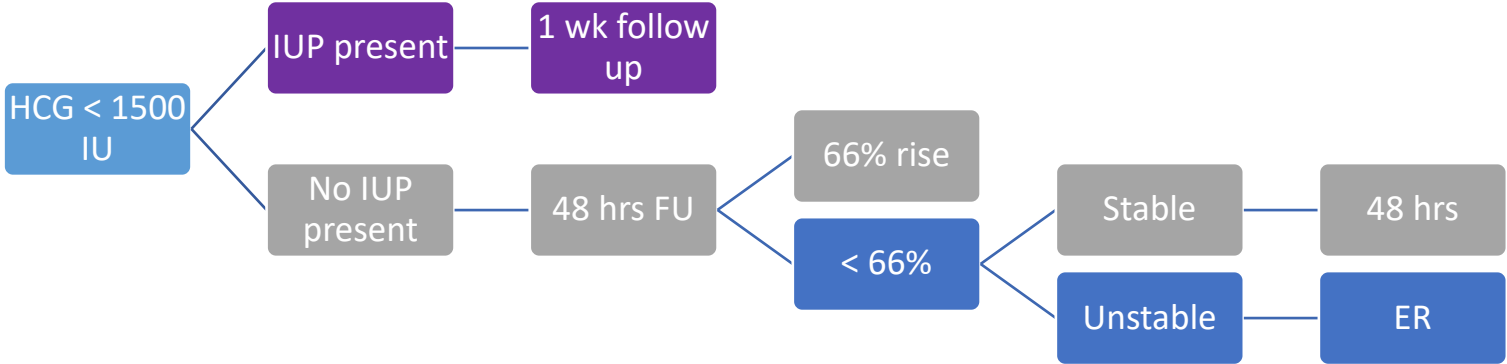 IUP present
1 wk follow
up
HCG < 1500
IU
No IUP
present
48 hrs FU
66% rise
< 66%
Stable
48 hrs
Unstable
ER